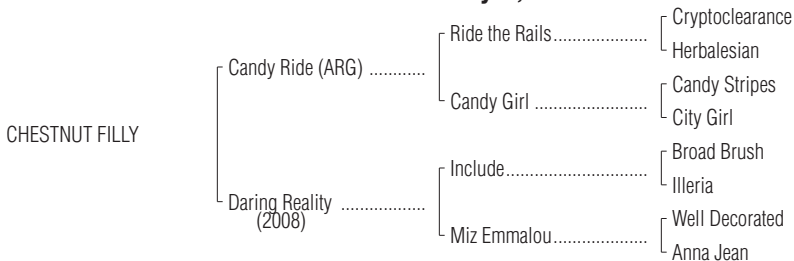 Cryptoclearance
Ride the Rails....................
Herbalesian
Candy Ride (ARG) ............
Candy Stripes
Candy Girl ........................
City Girl
CHESTNUT FILLY
Broad Brush
Include..............................
Illeria
Daring Reality ..................
(2008)
Well Decorated
Miz Emmalou....................
Anna Jean